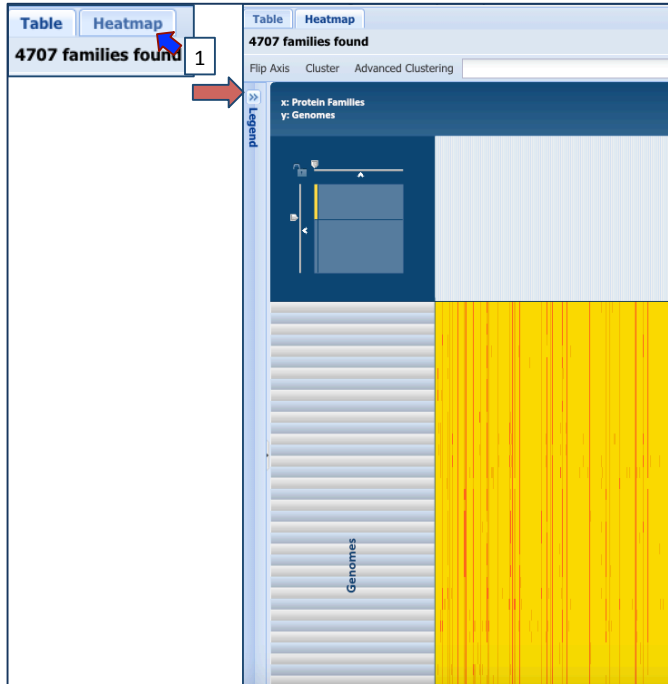 Table Heatmap
4707 families found
1
Table Heatmap
4707 families found
Flip Axis Cluster Advanced Clustering
Legend
x: Protein Families
y: Genomes
Genomes